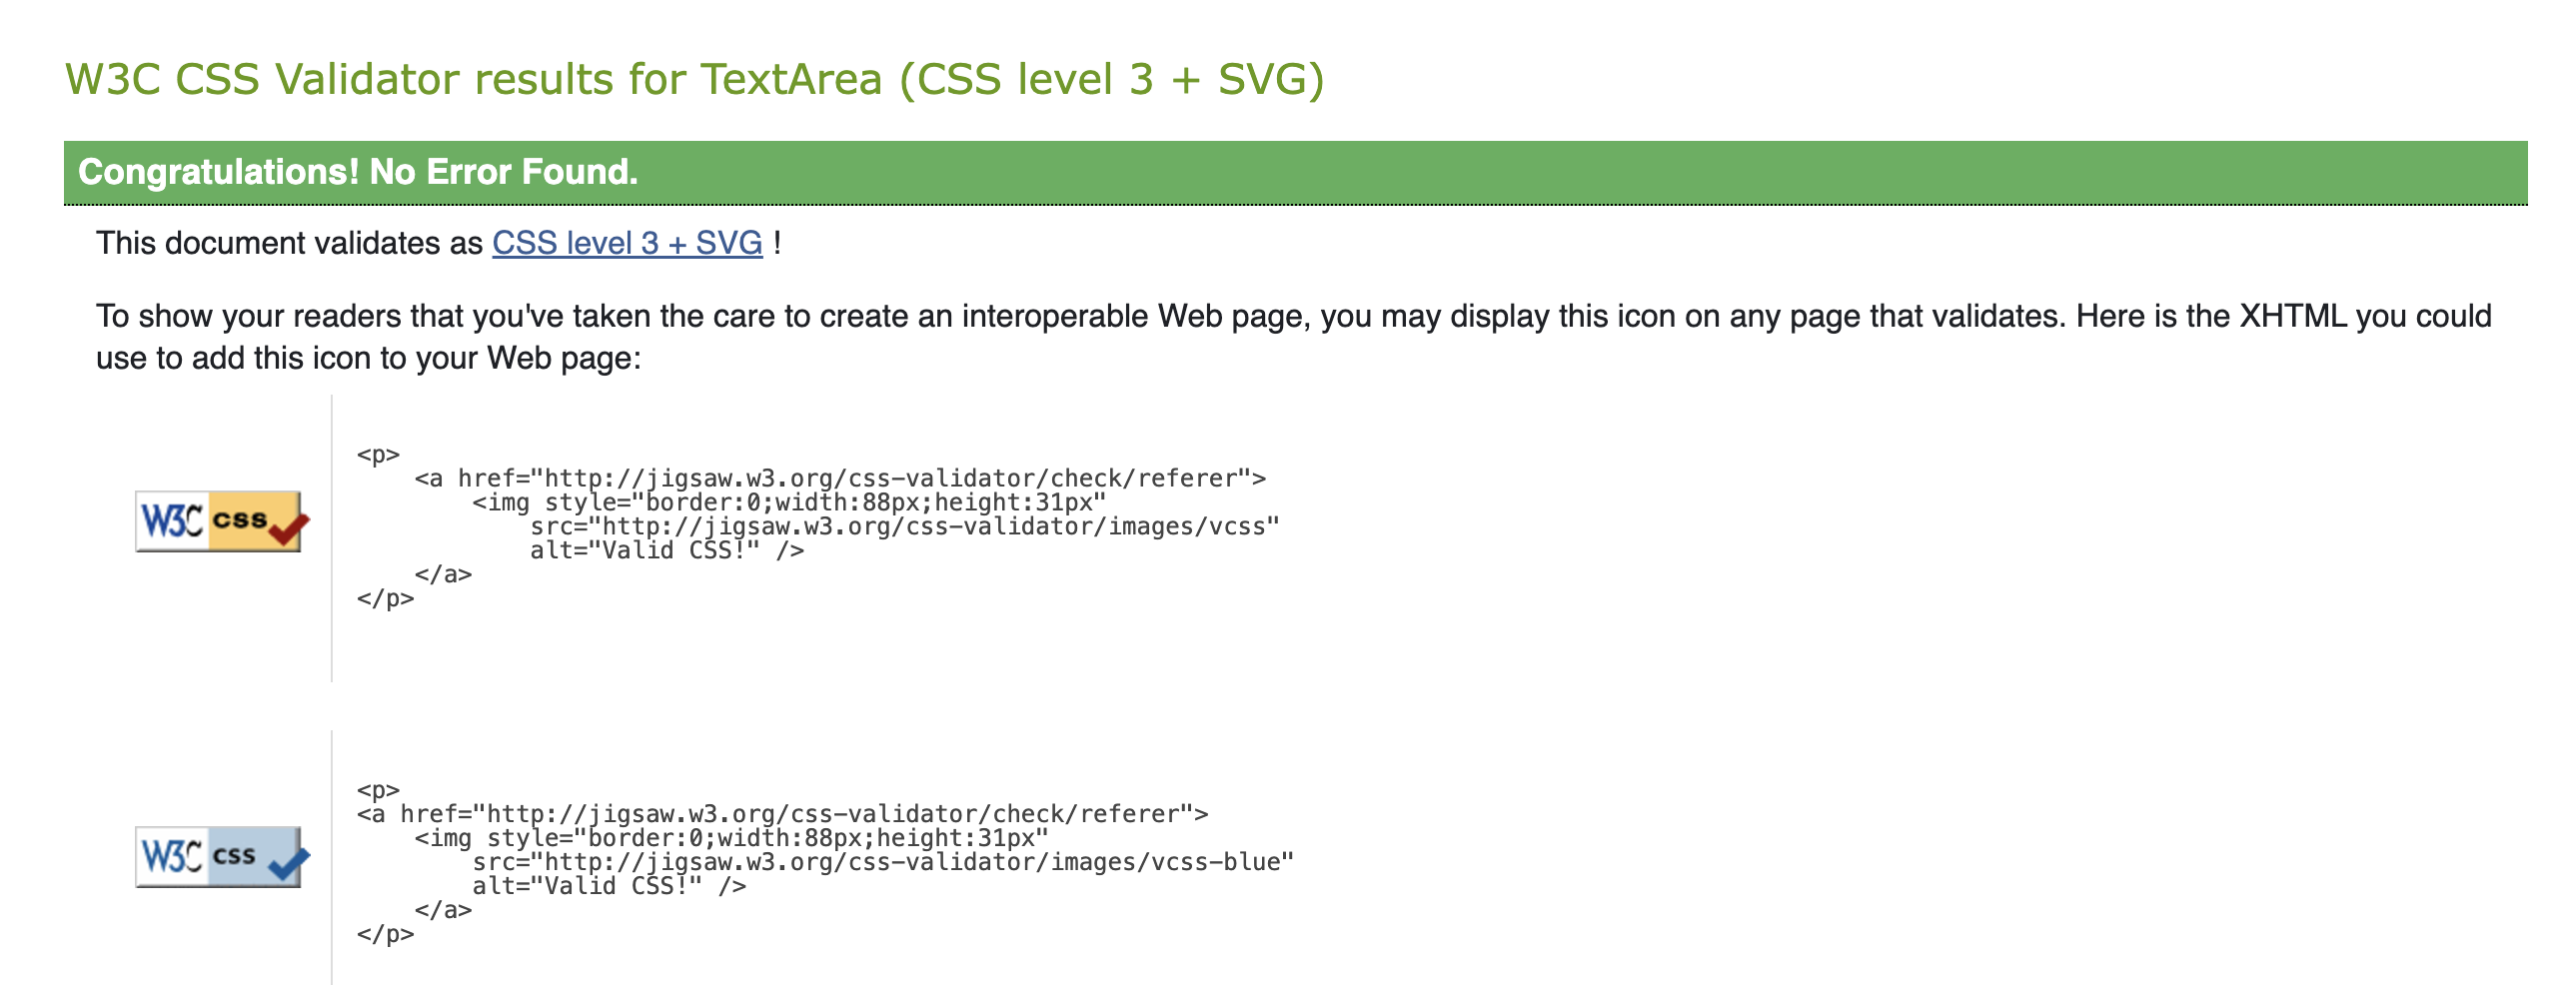 W3C CSS Validator results for TextArea (CSS level 3 + SVG)
Congratulations! No Error Found.
This document validates as CSS level 3 + SVG !
To show your readers that you've taken the care to create an interoperable Web page, you may display this icon on any page that validates. Here is the XHTML you could
use to add this icon to your Web page:
W3C css
<p>
    <a href="http://jigsaw.w3.org/css-validator/check/referer">
        <img style="border:0;width:88px;height:31px"
            src="http://jigsaw.w3.org/css-validator/images/vcss"
            alt="Valid CSS!" />
    </a>
</p>
W3C css
<p>
<a href="http://jigsaw.w3.org/css-validator/check/referer">
    <img style="border:0;width:88px;height:31px"
        src="http://jigsaw.w3.org/css-validator/images/vcss-blue"
        alt="Valid CSS!" />
    </a>
</p>